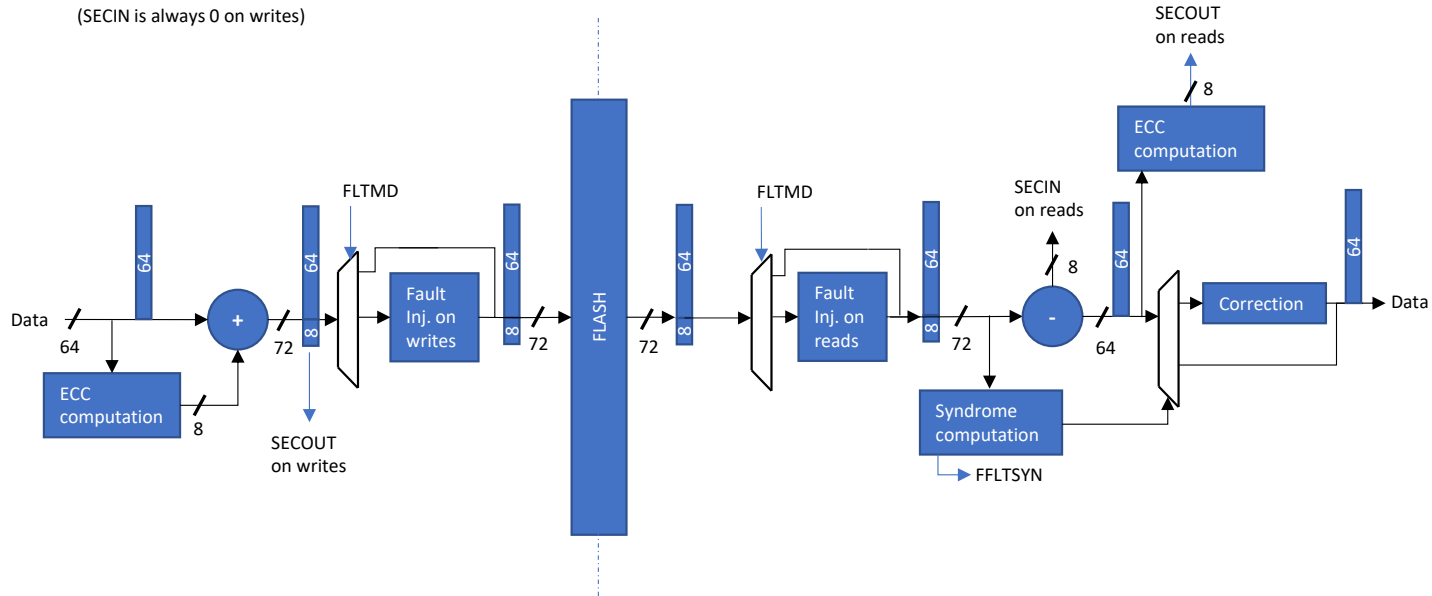 (SECIN is always 0 on writes)
SECOUT
on reads
8
ECC
computation
FLTMD
FLTMD
SECIN
on reads
8
64
64
64
64
64
64
64
Data
64
+
72
8
Fault
Inj. on
writes
8
72
FLASH
72
8
Fault
Inj. on
reads
8
72
-
64
Correction
Data
ECC
computation
8
SECOUT
on writes
Syndrome
computation
FFLTSYN